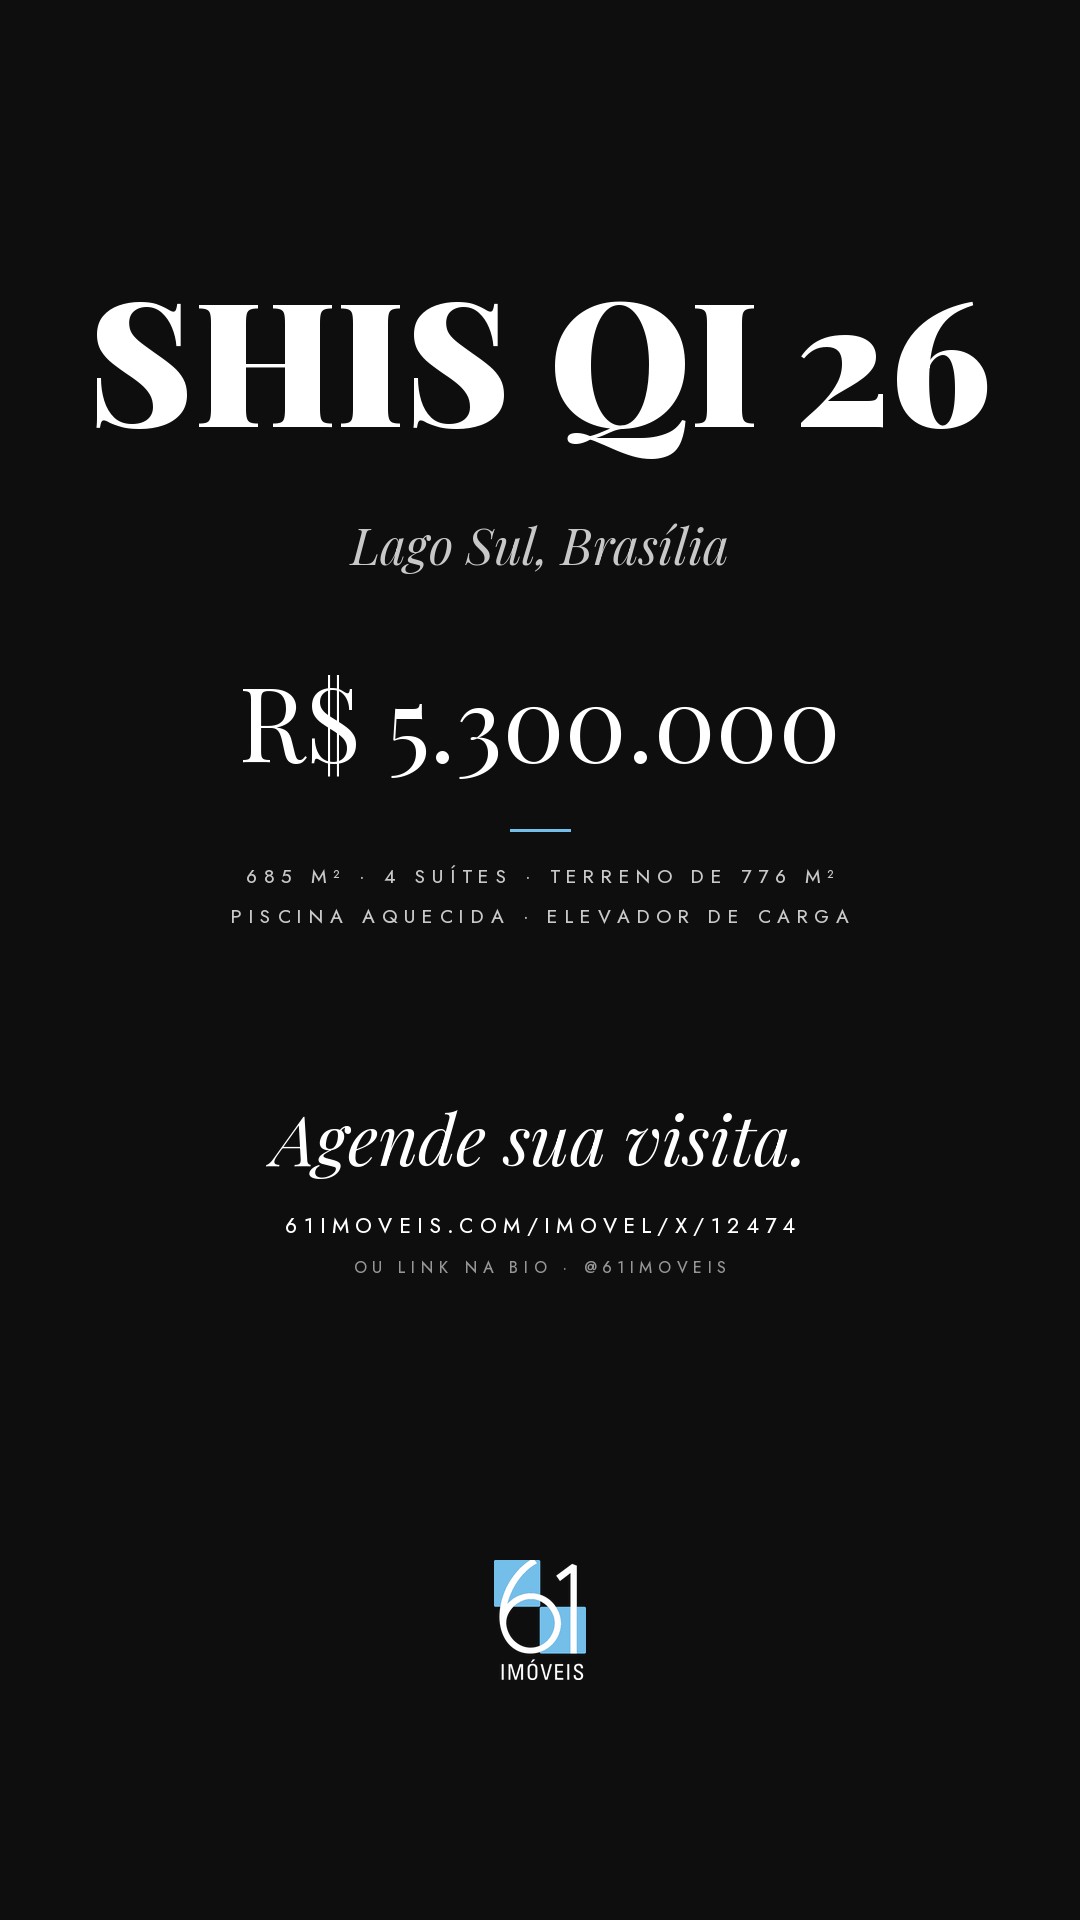 SHIS QI 26
Lago Sul, Brasília
R$ 5.300.000
685 M² · 4 SUÍTES · TERRENO DE 776 M²
PISCINA AQUECIDA · ELEVADOR DE CARGA
Agende sua visita.
61IMOVEIS.COM/IMOVEL/X/12474
OU LINK NA BIO · @61IMOVEIS
61
IMÓVEIS